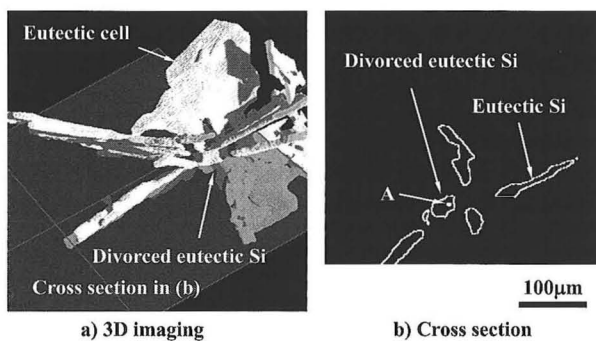 Eutectic cell
Divorced eutectic Si
Cross section in (b)
a) 3D imaging
Divorced eutectic Si
Eutectic Si
A
100μm
b) Cross section